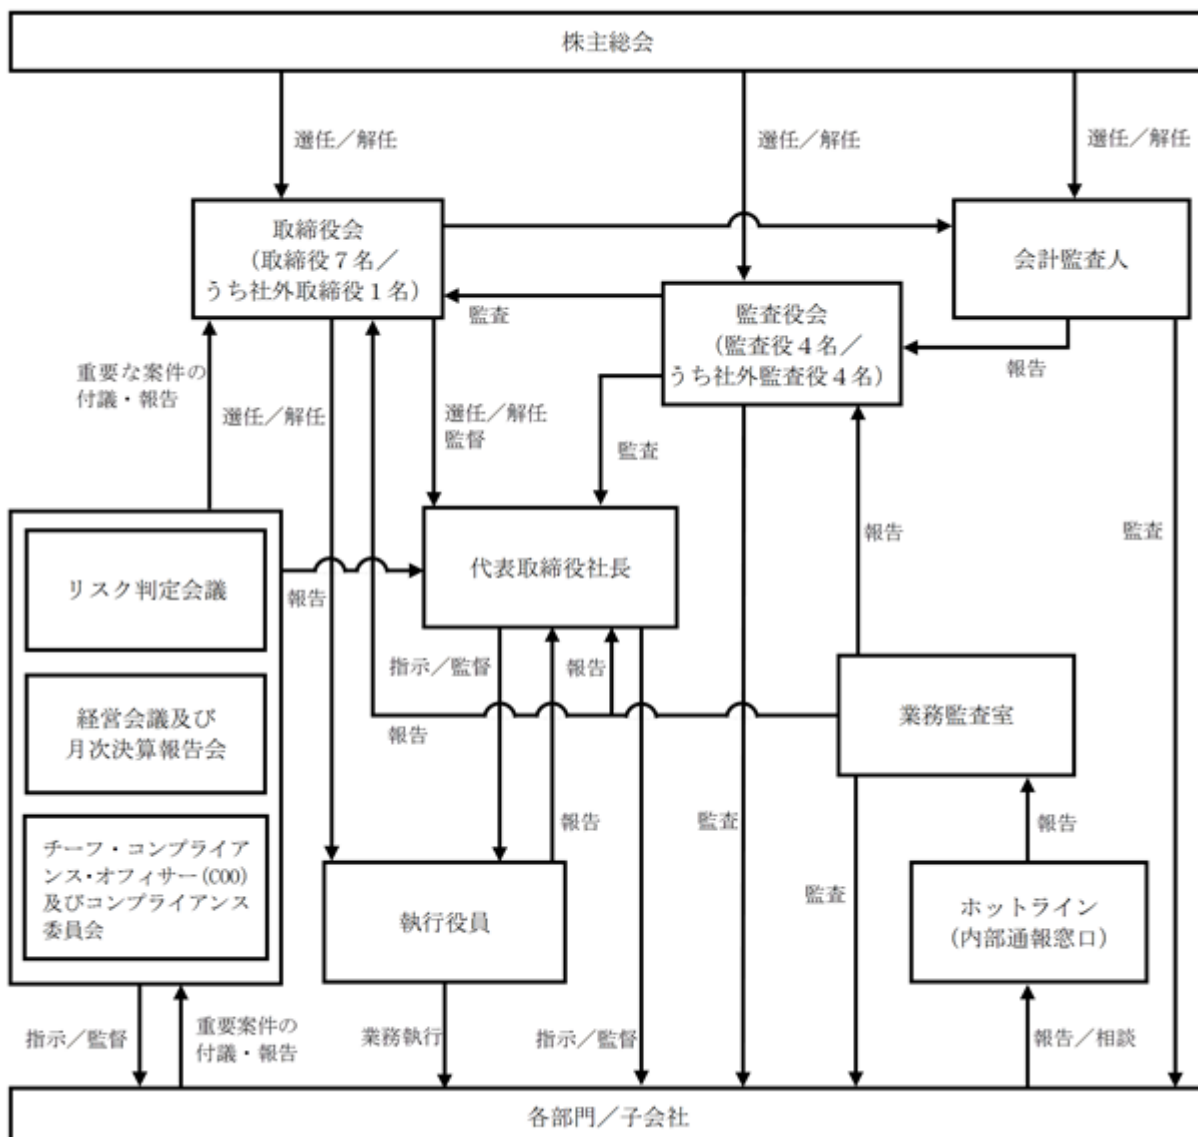 株主総会
選任／解任
選任／解任
選任／解任
取締役会
（取締役７名／
うち社外取締役１名）
会計監査人
監査
監査役会
（監査役４名／
うち社外監査役４名）
報告
重要な案件の
付議・報告
選任／解任
選任／解任
監督
監査
報告
監査
リスク判定会議
報告
代表取締役社長
指示／監督
報告
経営会議及び
月次決算報告会
報告
業務監査室
チーフ・コンプライア
ンス・オフィサー(COO)
及びコンプライアンス
委員会
報告
監査
報告
執行役員
監査
ホットライン
（内部通報窓口）
指示／監督
重要案件の
付議・報告
業務執行
指示／監督
報告／相談
各部門／子会社